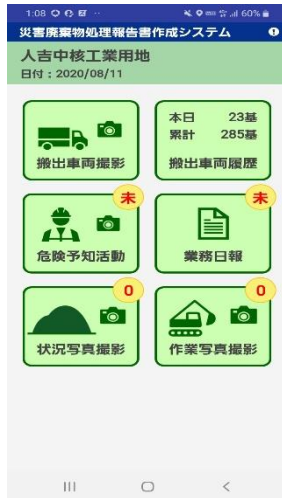 1:08
60%
災害廃棄物処理報告書作成システム
人吉中核工業用地
日付：2020/08/11
搬出車両撮影
本日 23基
累計 285基
搬出車両履歴
未
危険予知活動
未
業務日報
0
状況写真撮影
0
作業写真撮影